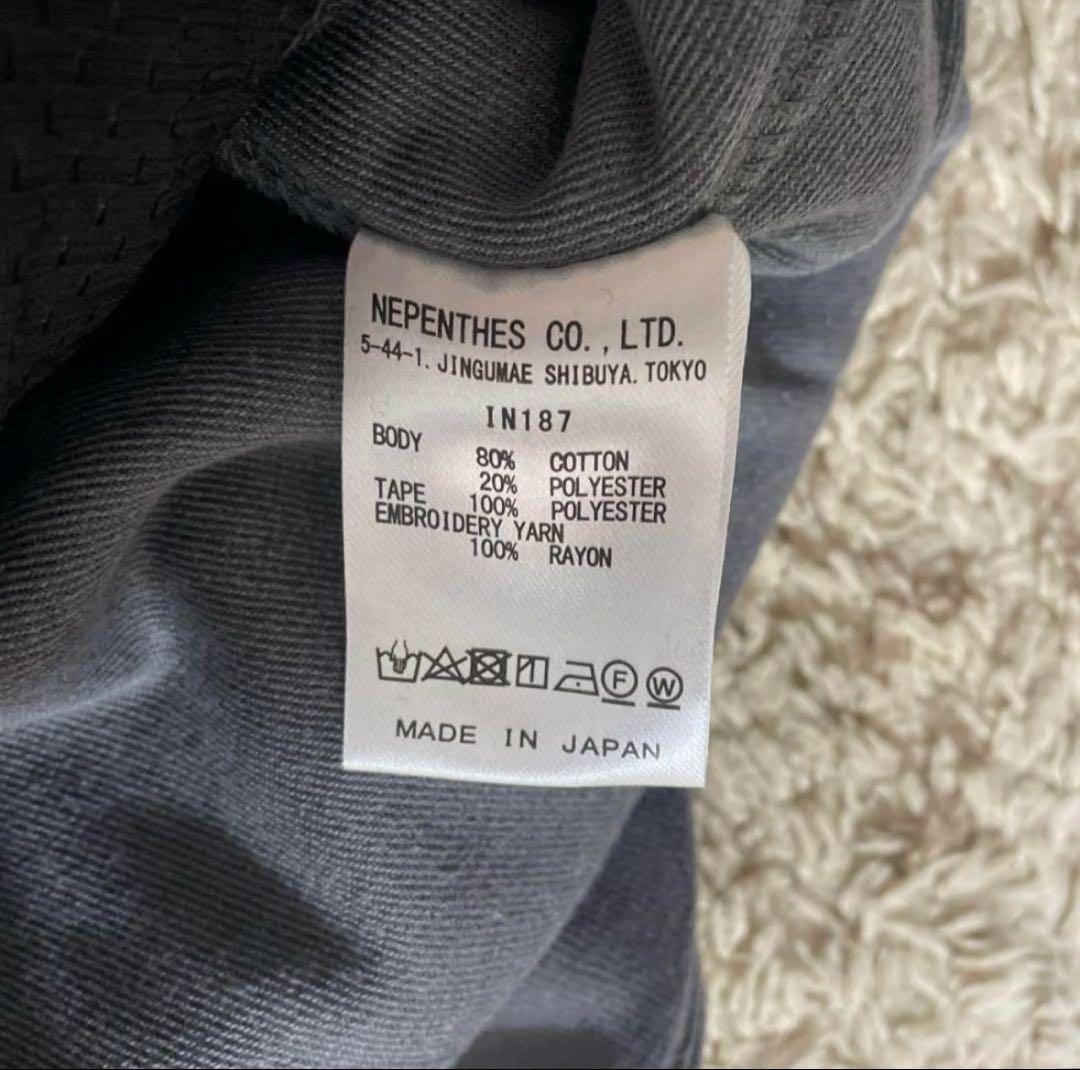 NEPENTHES CO., LTD.
5-44-1. JINGUMAE SHIBUYA. TOKYO
IN187
BODY 80% COTTON
20% POLYESTER
TAPE 100% POLYESTER
EMBROIDERY YARN
100% RAYON
F W
MADE IN JAPAN